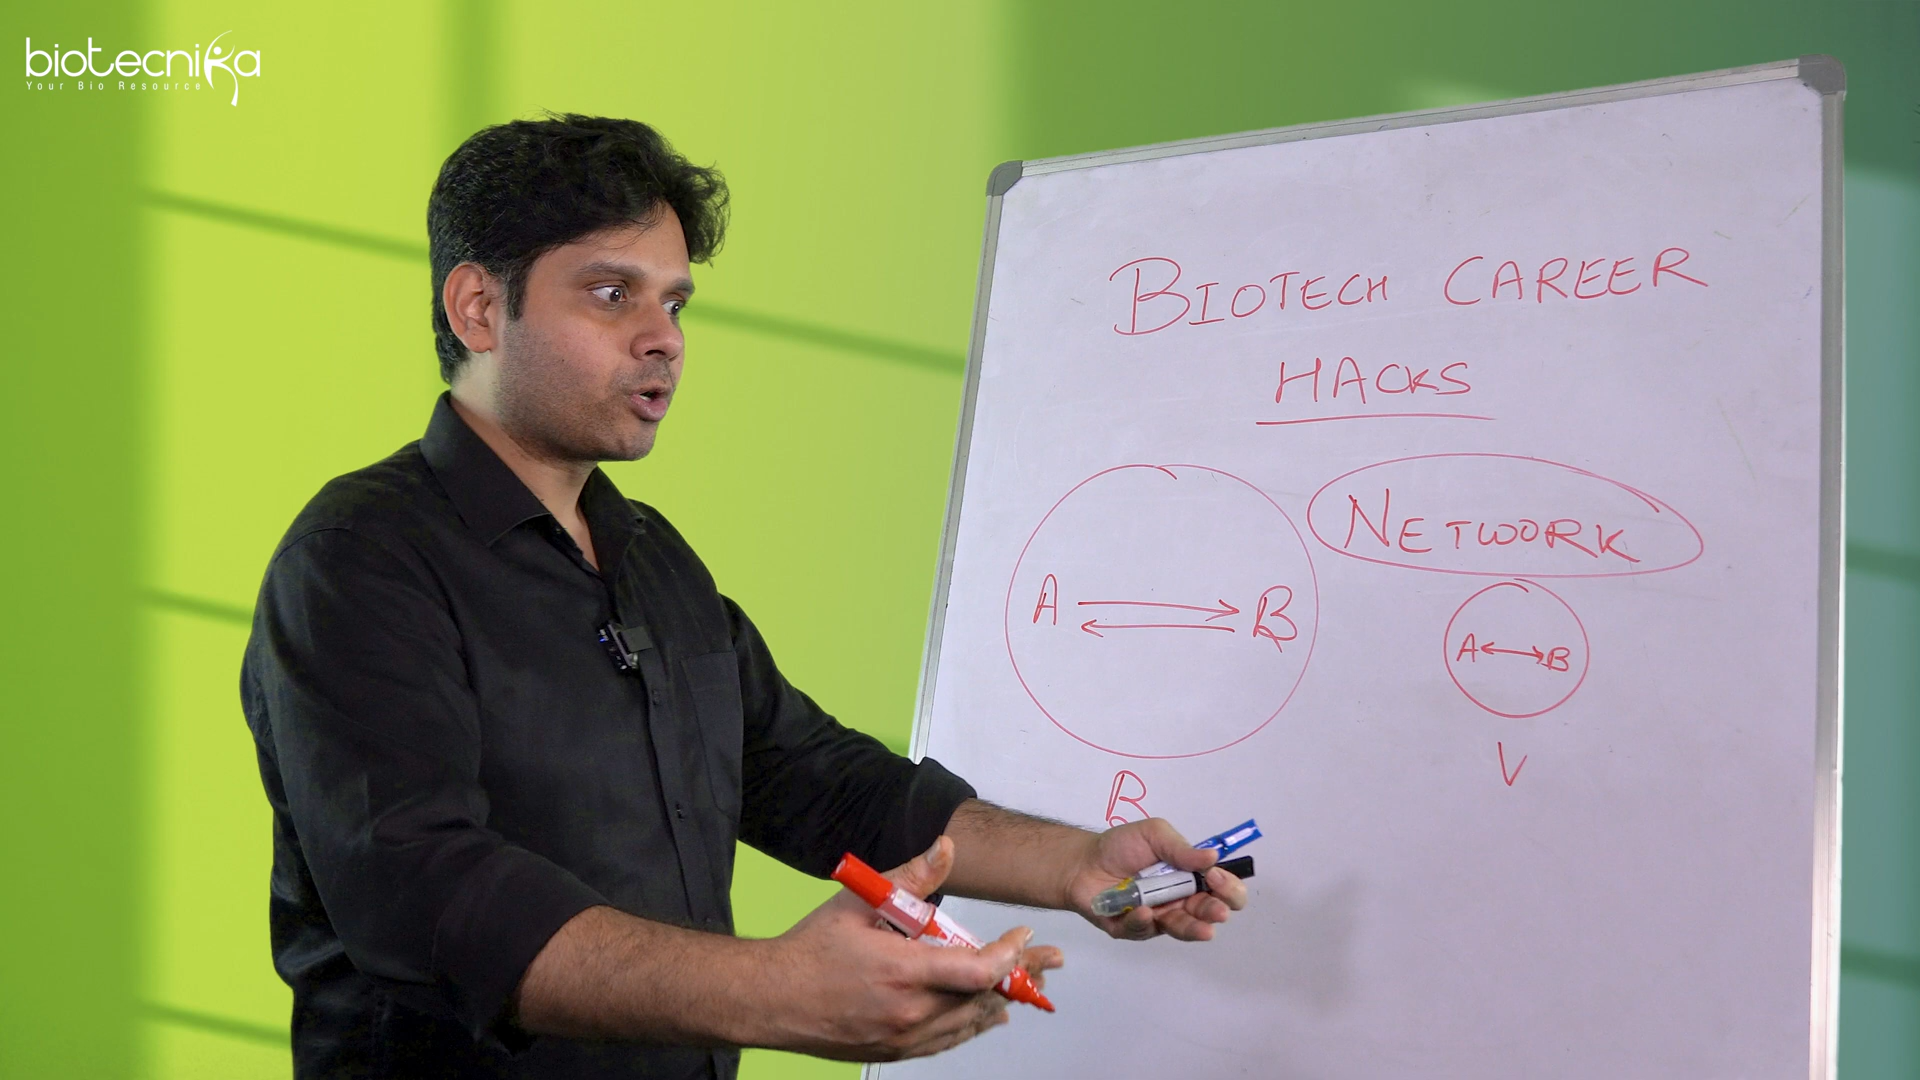 biotecnika
Your Bio Resource
BIOTECH CAREER
HACKS
NETWORK
A B
A B
V
B